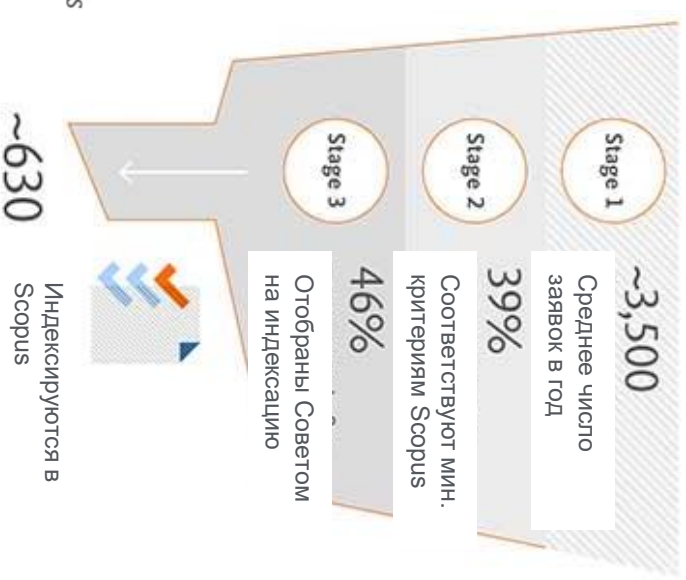 Stage 1
~3,500
Среднее число
заявок в год
Stage 2
39%
Соответствуют мин.
критериям Scopus
Stage 3
46%
Отобраны Советом
на индексацию
~630
Индексируются в
Scopus